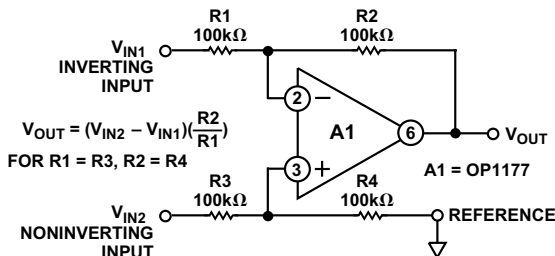 R1
100kΩ
R2
100kΩ
VIN1
INVERTING
INPUT
2
−
VOUT = (VIN2 – VIN1)(R2/R1)
FOR R1 = R3, R2 = R4
A1
6
VOUT
A1 = OP1177
3
+
R3
100kΩ
R4
100kΩ
VIN2
NONINVERTING
INPUT
REFERENCE